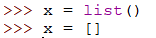 >>> x = list()
>>> x = []